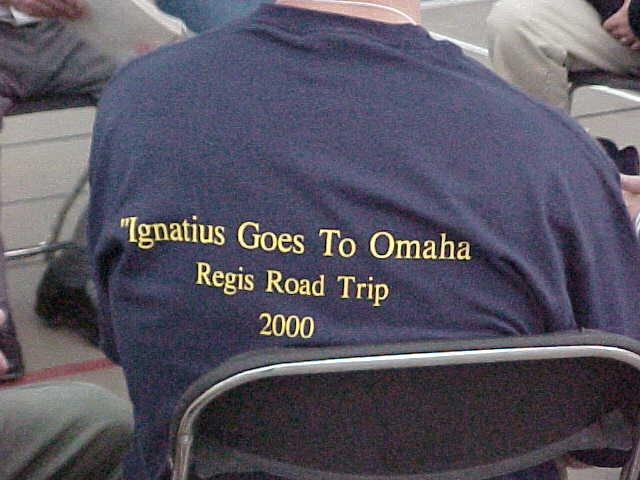 "Ignatius Goes To Omaha
Regis Road Trip
2000